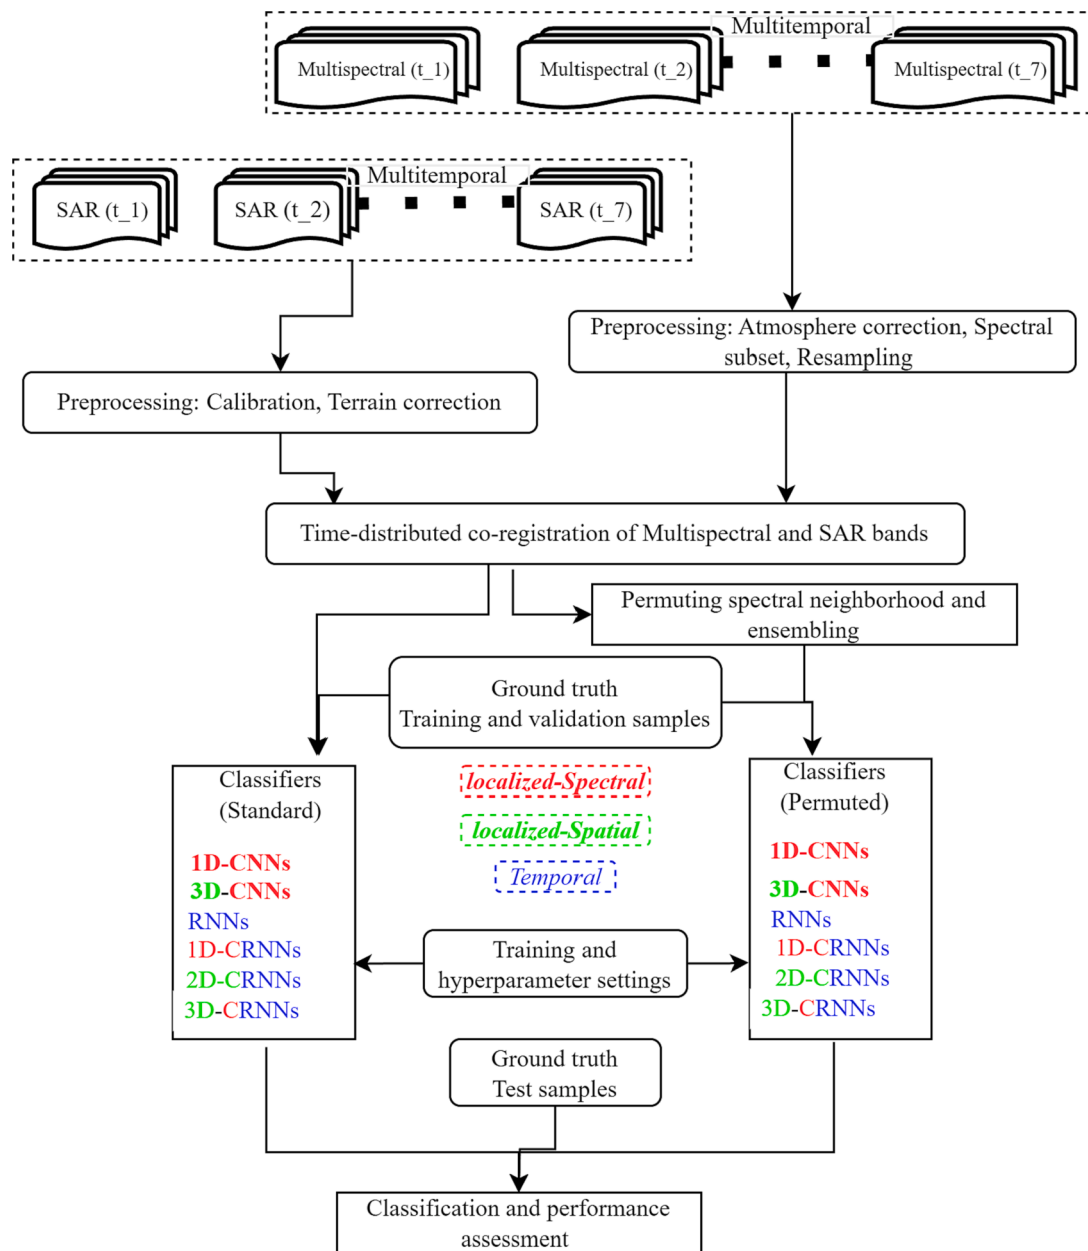 Multitemporal
Multispectral (t_1)
Multispectral (t_2)
Multispectral (t_7)
Multitemporal
SAR (t_1)
SAR (t_2)
SAR (t_7)
Preprocessing: Atmosphere correction, Spectral
subset, Resampling
Preprocessing: Calibration, Terrain correction
Time-distributed co-registration of Multispectral and SAR bands
Permuting spectral neighborhood and
ensembling
Ground truth
Training and validation samples
Classifiers
(Standard)
1D-CNNs
3D-CNNs
RNNs
1D-CRNNs
2D-CRNNs
3D-CRNNs
localized-Spectral
localized-Spatial
Temporal
Classifiers
(Permuted)
1D-CNNs
3D-CNNs
RNNs
1D-CRNNs
2D-CRNNs
3D-CRNNs
Training and
hyperparameter settings
Ground truth
Test samples
Classification and performance
assessment